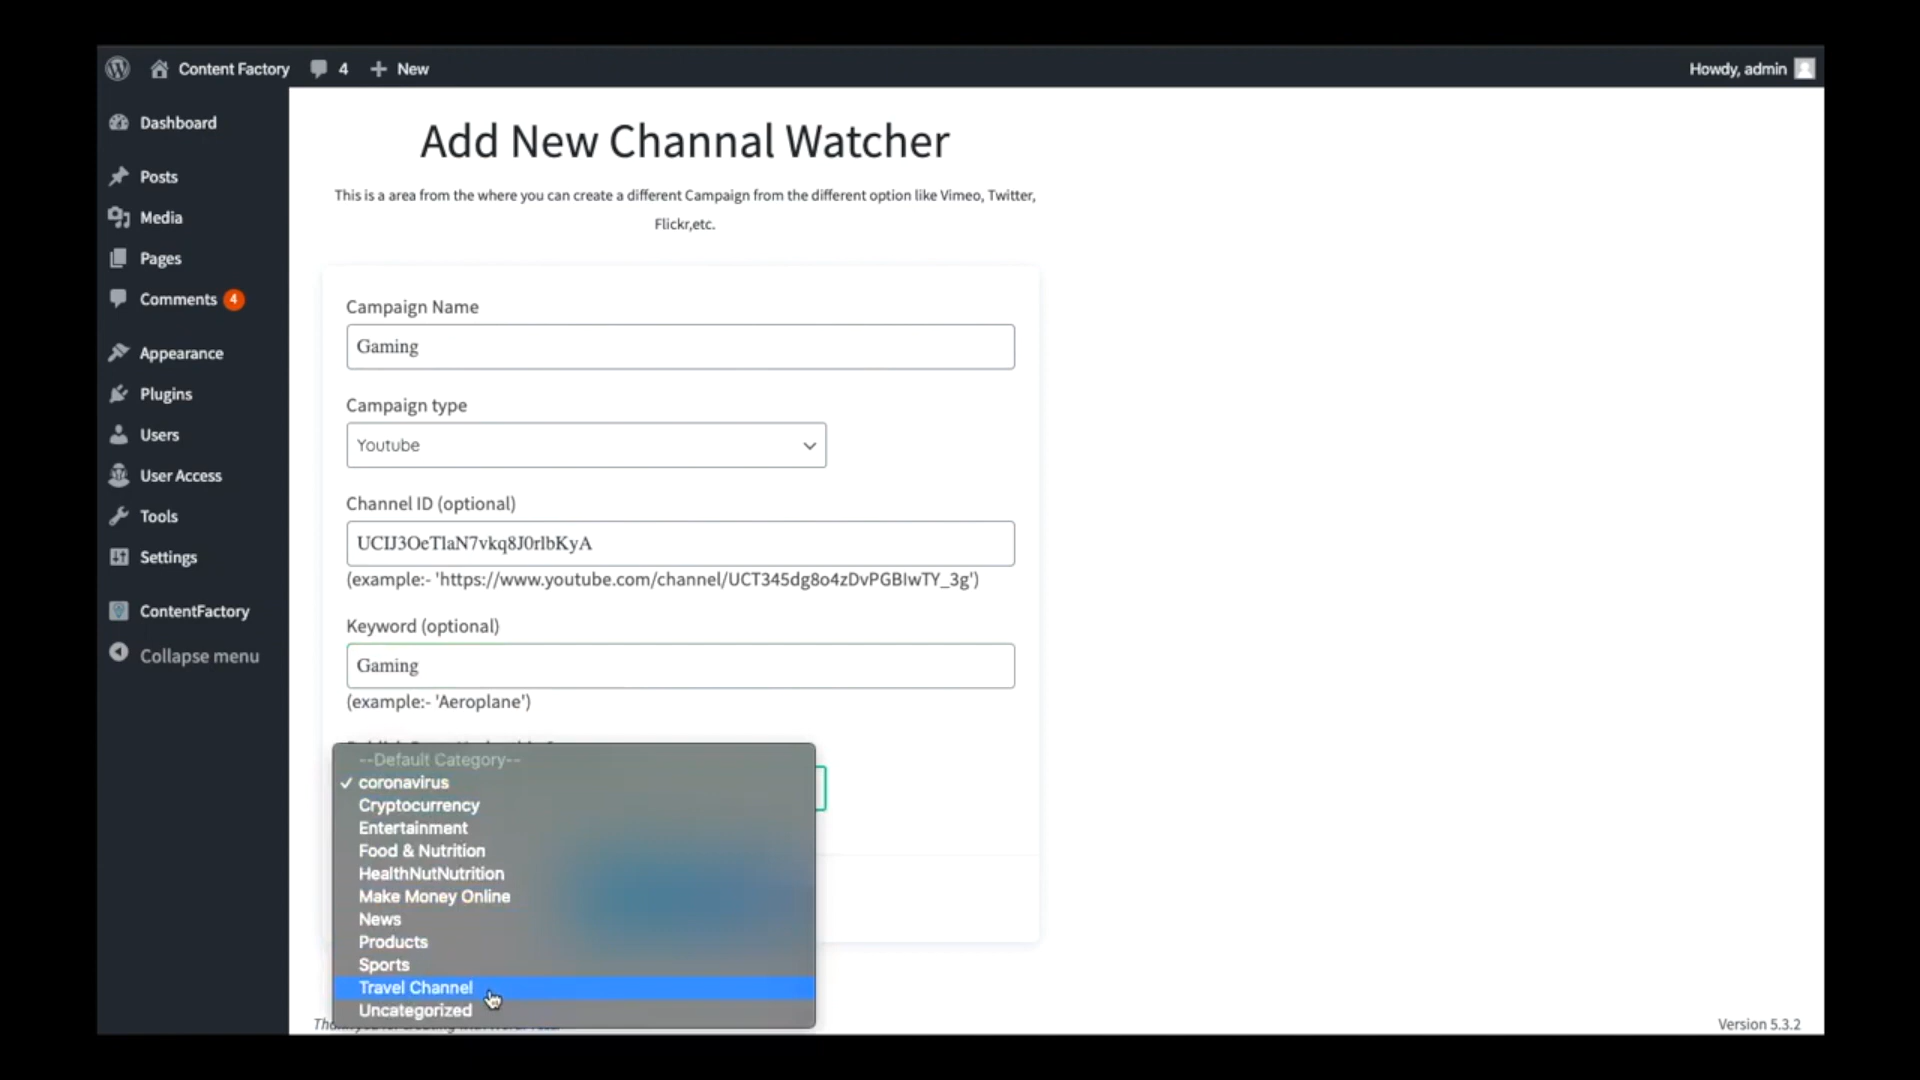 Content Factory 4 New Howdy, admin
Dashboard
Posts
Media
Pages
Comments 4
Appearance
Plugins
Users
User Access
Tools
Settings
ContentFactory
Collapse menu
Add New Channal Watcher
This is a area from the where you can create a different Campaign from the different option like Vimeo, Twitter,
Flickr,etc.
Campaign Name
Gaming
Campaign type
Youtube
Channel ID (optional)
UCIJ3OeTlaN7vkq8J0rlbKyA
(example:- 'https://www.youtube.com/channel/UCT345dg8o4zDvPGBIwTY_3g')
Keyword (optional)
Gaming
(example:- 'Aeroplane')
--Default Category--
✓ coronavirus
Cryptocurrency
Entertainment
Food & Nutrition
HealthNutNutrition
Make Money Online
News
Products
Sports
Travel Channel
Uncategorized
Version 5.3.2